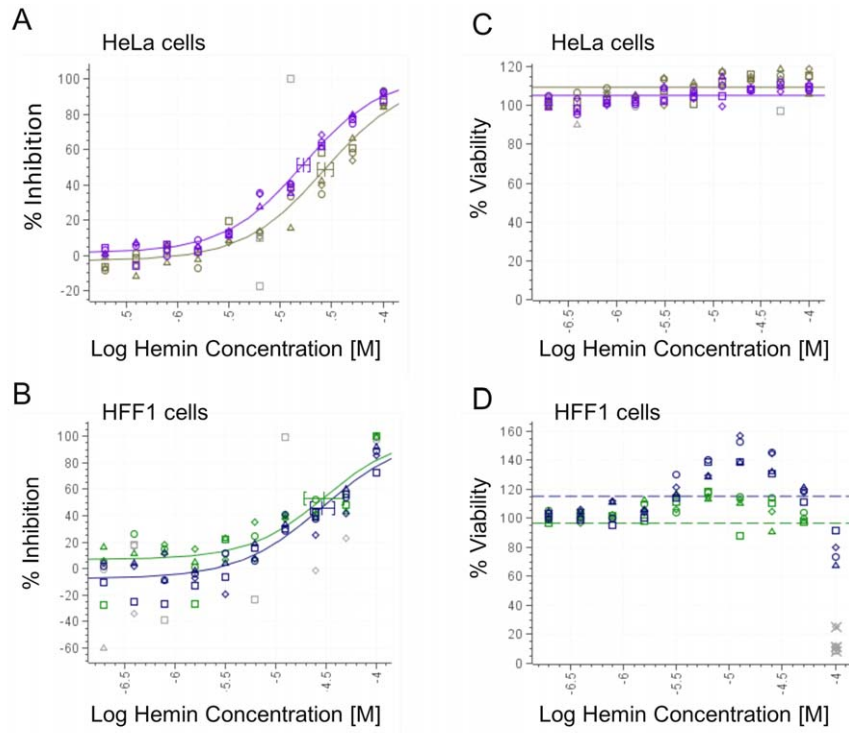 A
HeLa cells
% Inhibition
100
80
60
40
20
0
-20
.5 -6 .5 -5 .5 -4
Log Hemin Concentration [M]
C
HeLa cells
% Viability
120
100
80
60
40
20
0
-6.5 -6 -5.5 -5 -4.5 -4
Log Hemin Concentration [M]
B
HFF1 cells
% Inhibition
100
80
60
40
20
0
-20
-40
-60
-6.5 -6 -5.5 -5 -4.5 -4
Log Hemin Concentration [M]
D
HFF1 cells
% Viability
160
140
120
100
80
60
40
20
0
-6.5 -6 -5.5 -5 -4.5 -4
Log Hemin Concentration [M]